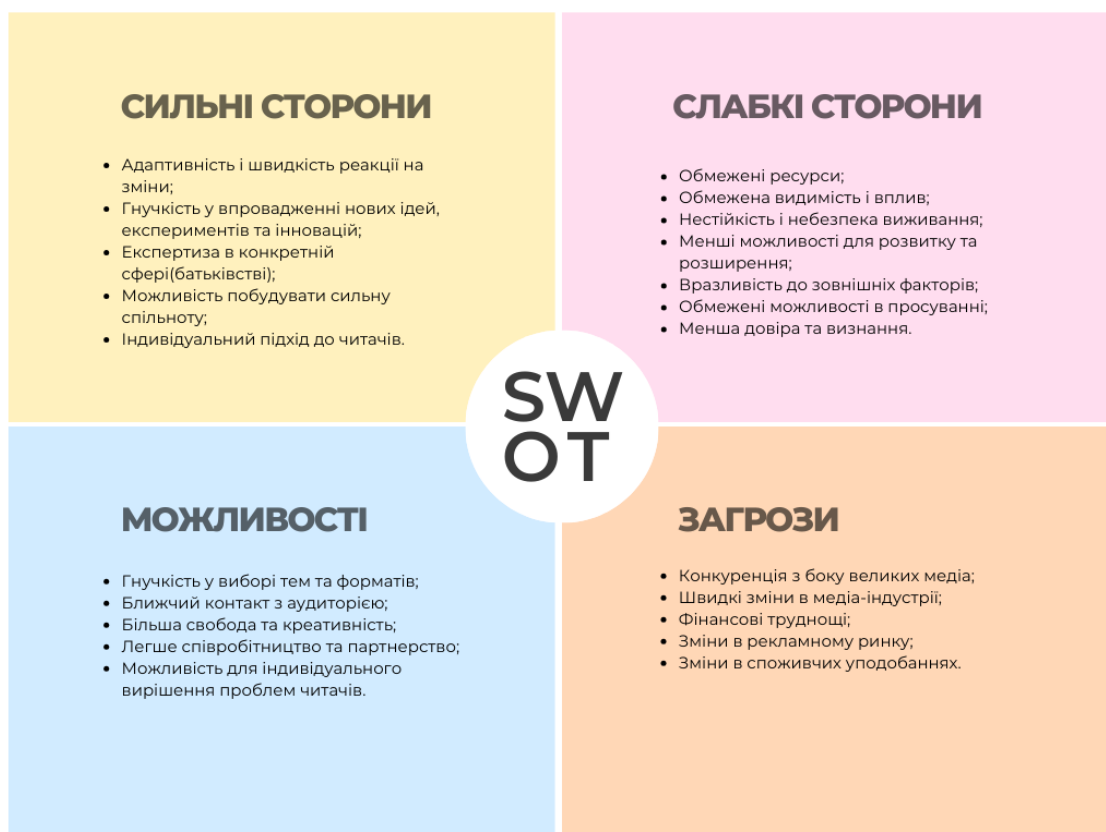 СИЛЬНІ СТОРОНИ
• Адаптивність і швидкість реакції на
зміни;
• Гнучкість у впровадженні нових ідей,
експериментів та інновацій;
• Експертиза в конкретній
сфері(батьківстві);
• Можливість побудувати сильну
спільноту;
• Індивідуальний підхід до читачів.
СЛАБКІ СТОРОНИ
• Обмежені ресурси;
• Обмежена видимість і вплив;
• Нестійкість і небезпека виживання;
• Менші можливості для розвитку та
розширення;
• Вразливість до зовнішніх факторів;
• Обмежені можливості в просуванні;
• Менша довіра та визнання.
SW
OT
МОЖЛИВОСТІ
• Гнучкість у виборі тем та форматів;
• Ближчий контакт з аудиторією;
• Більша свобода та креативність;
• Легше співробітництво та партнерство;
• Можливість для індивідуального
вирішення проблем читачів.
ЗАГРОЗИ
• Конкуренція з боку великих медіа;
• Швидкі зміни в медіа-індустрії;
• Фінансові труднощі;
• Зміни в рекламному ринку;
• Зміни в споживчих уподобаннях.